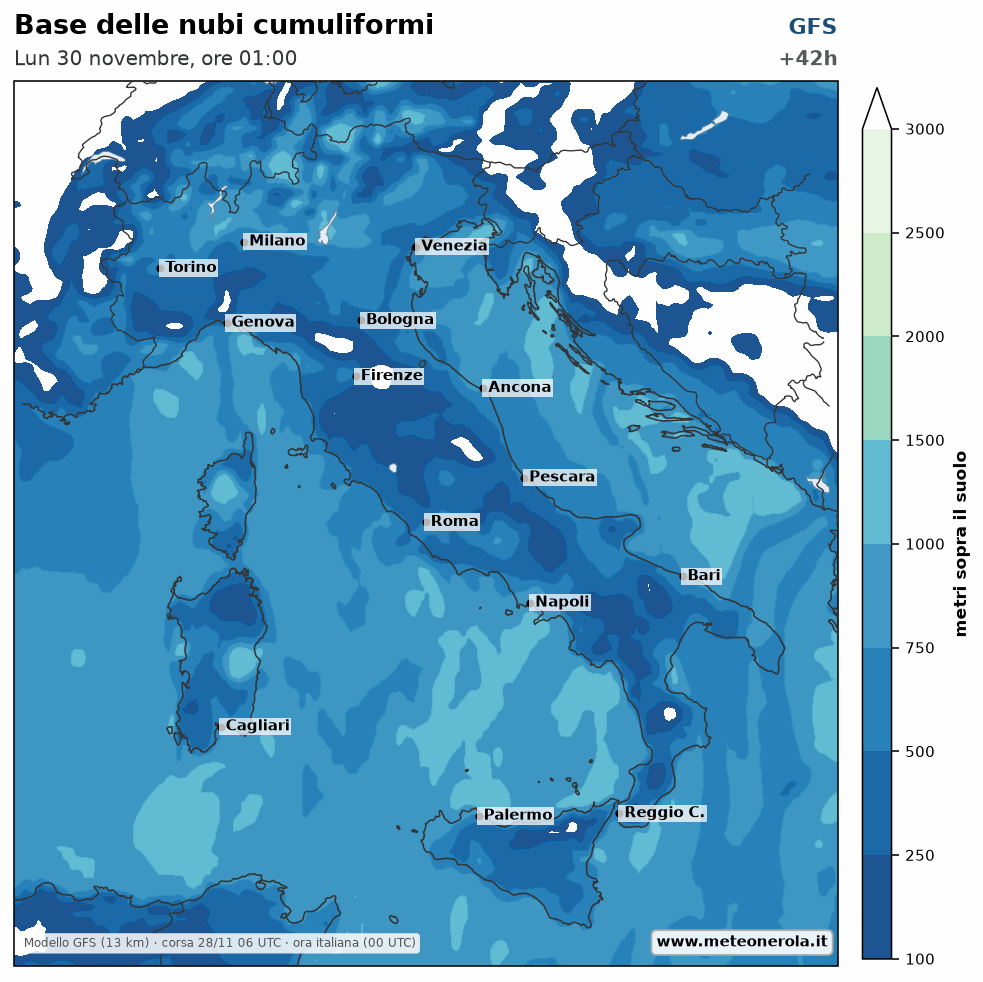 Base delle nubi cumuliformi
GFS
Lun 30 novembre, ore 01:00
+42h
3000
2500
2000
1500
1000
750
500
250
100
metri sopra il suolo
Milano
Venezia
Torino
Genova
Bologna
Firenze
Ancona
Pescara
Roma
Bari
Napoli
Cagliari
Palermo
Reggio C.
Modello GFS (13 km) · corsa 28/11 06 UTC · ora italiana (00 UTC)
www.meteonerola.it